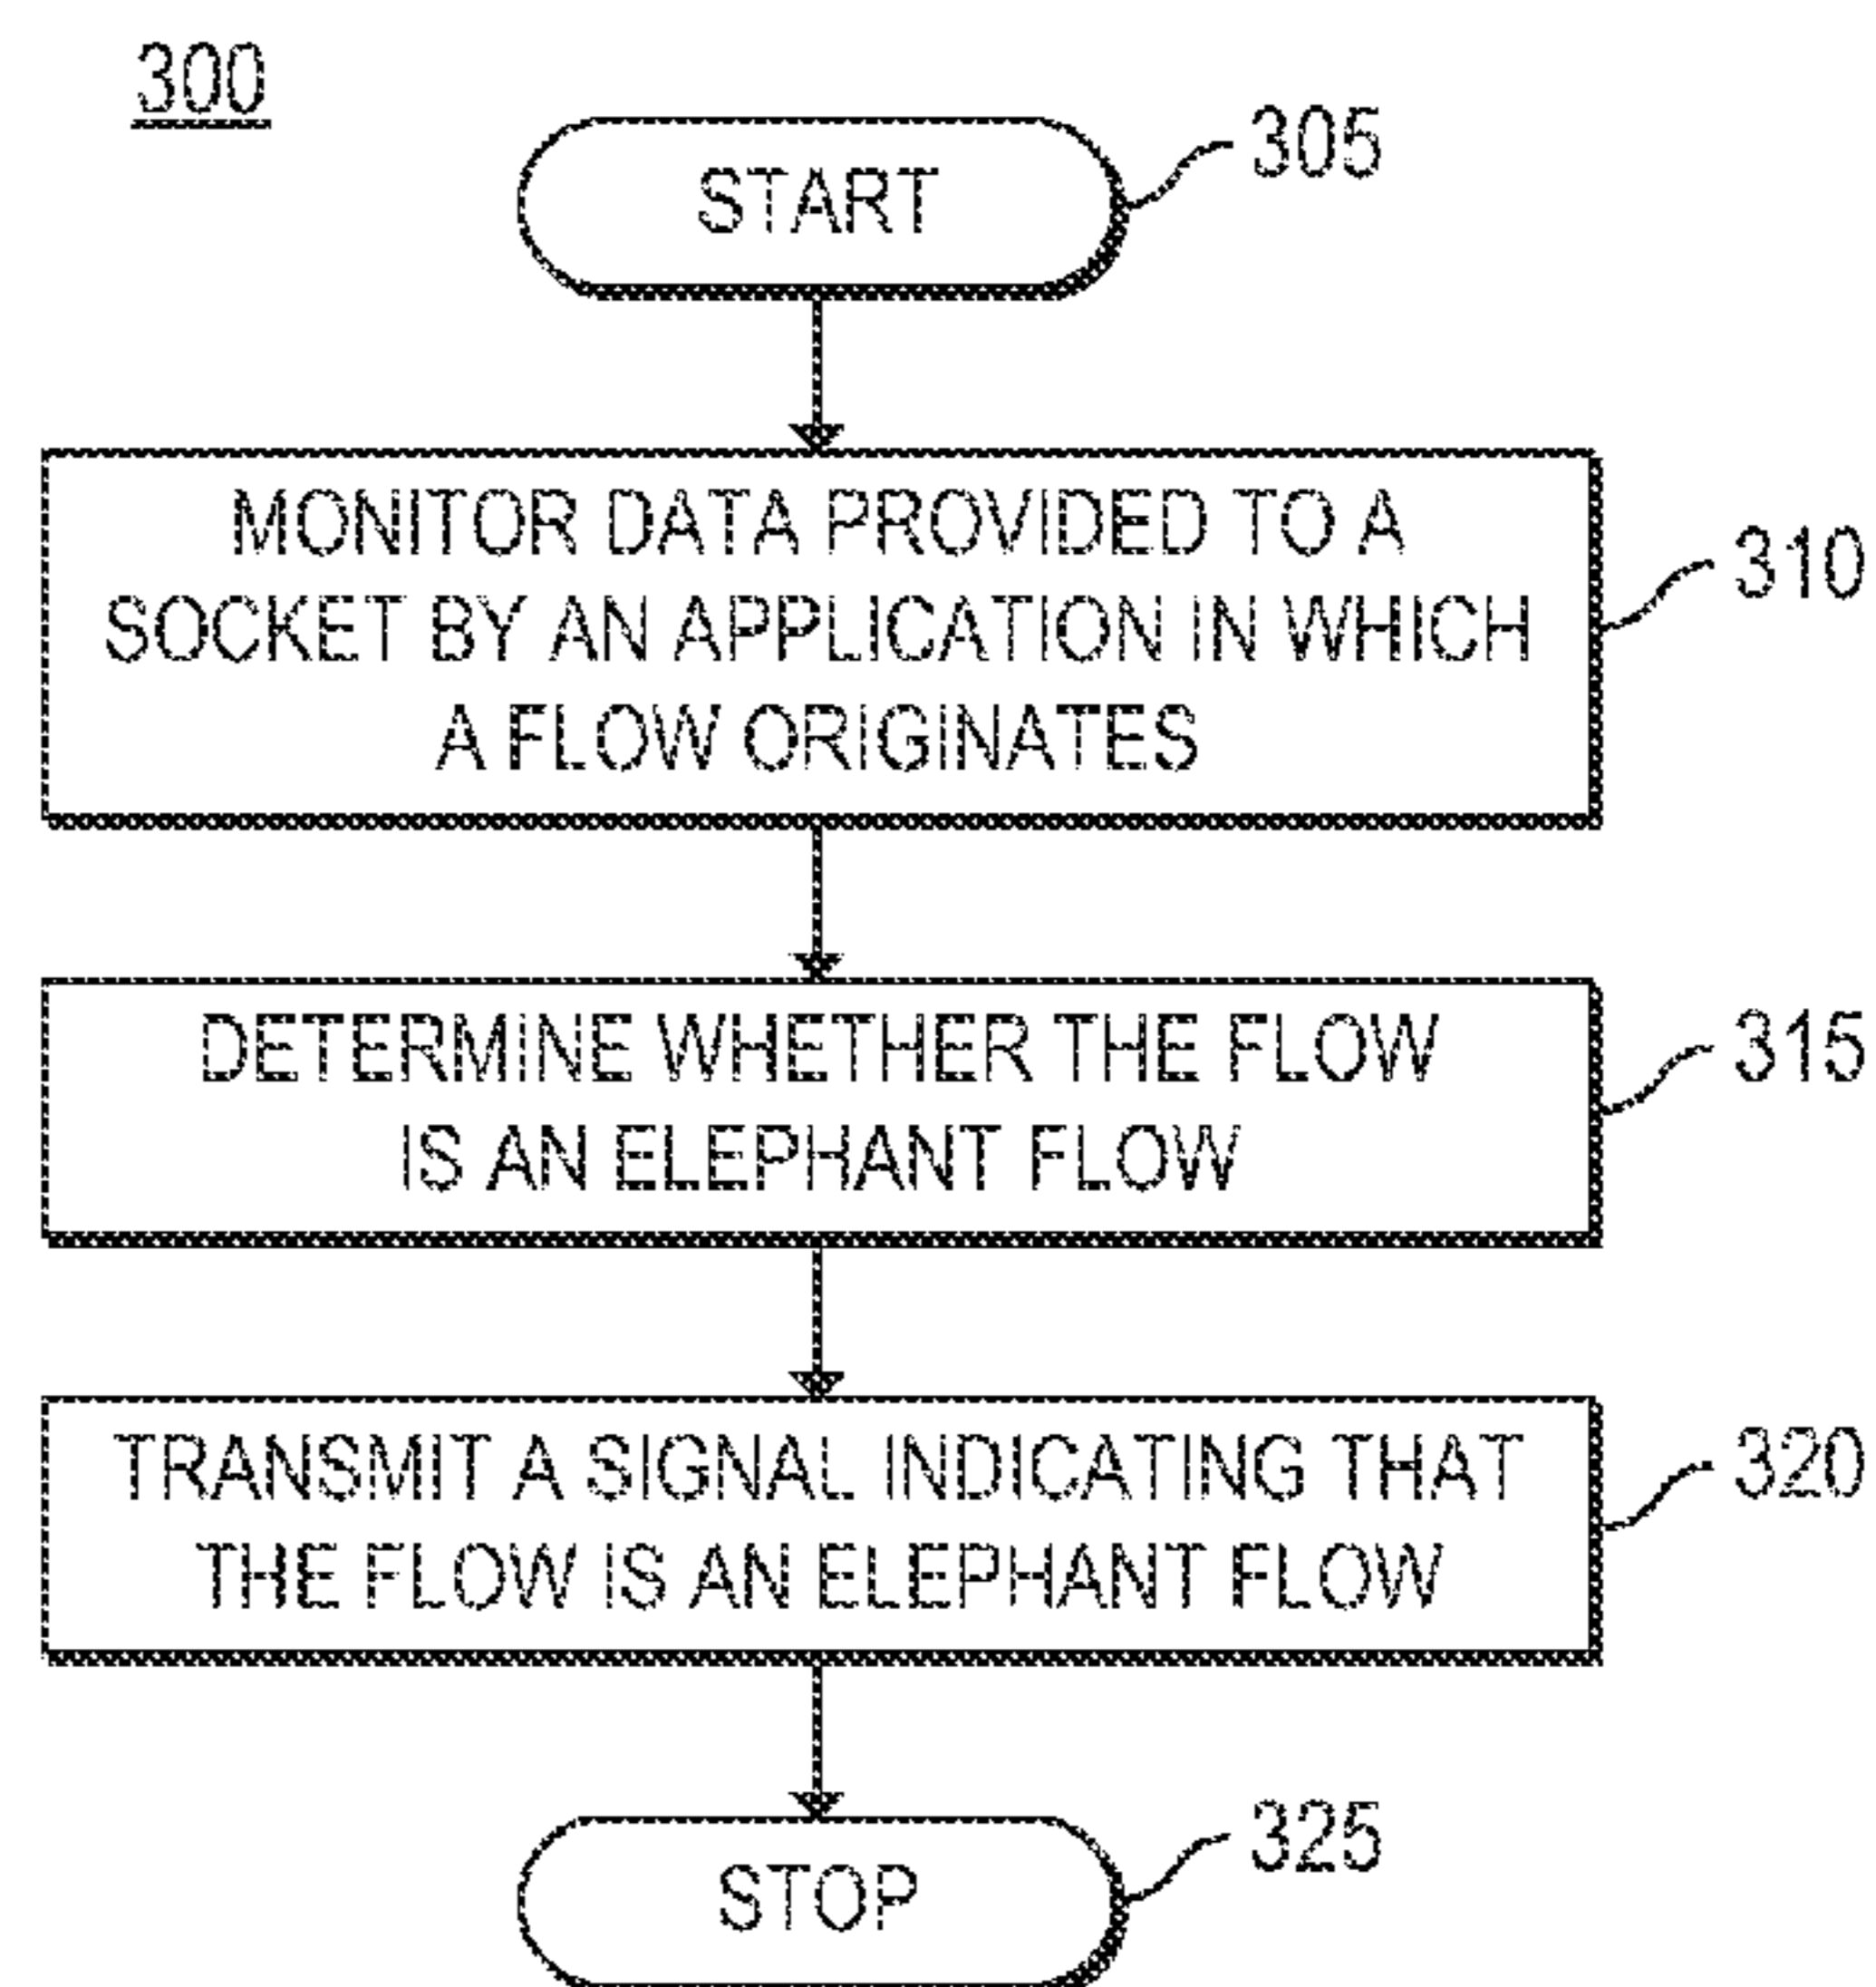 300
START
305
MONITOR DATA PROVIDED TO A
SOCKET BY AN APPLICATION IN WHICH
A FLOW ORIGINATES
310
DETERMINE WHETHER THE FLOW
IS AN ELEPHANT FLOW
315
TRANSMIT A SIGNAL INDICATING THAT
THE FLOW IS AN ELEPHANT FLOW
320
STOP
325